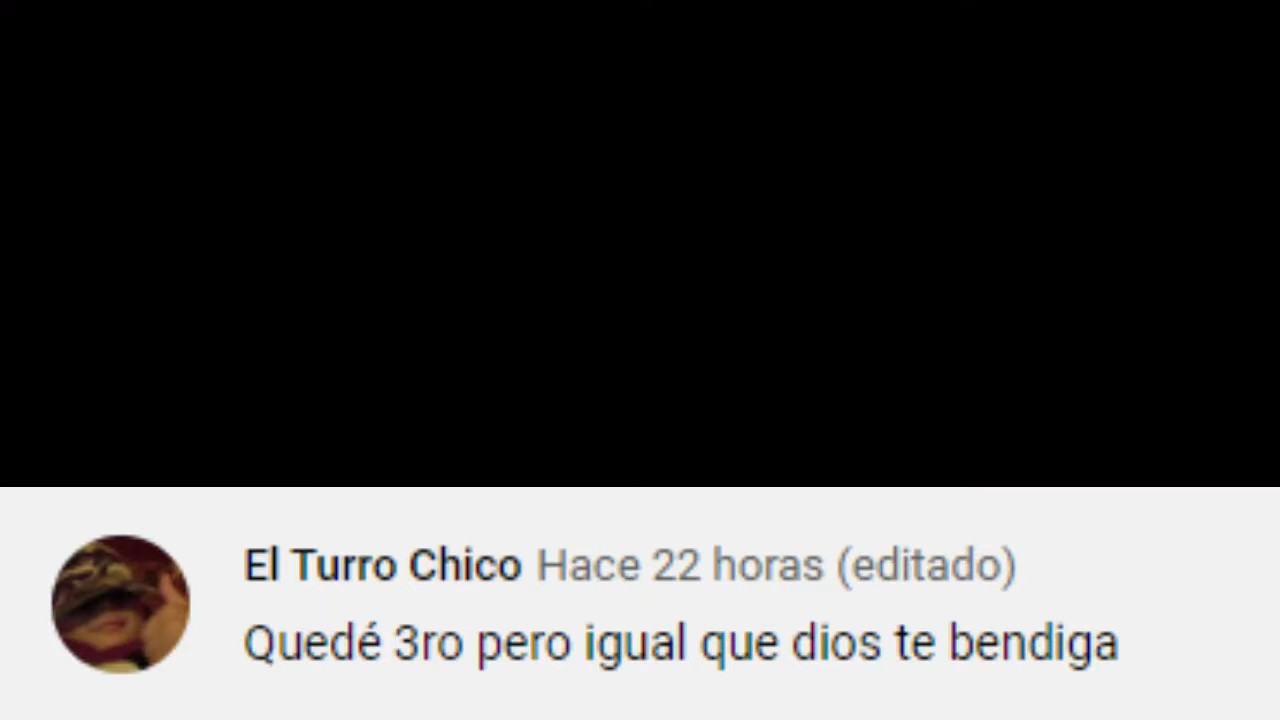 El Turro Chico Hace 22 horas (editado)
Quedé 3ro pero igual que dios te bendiga